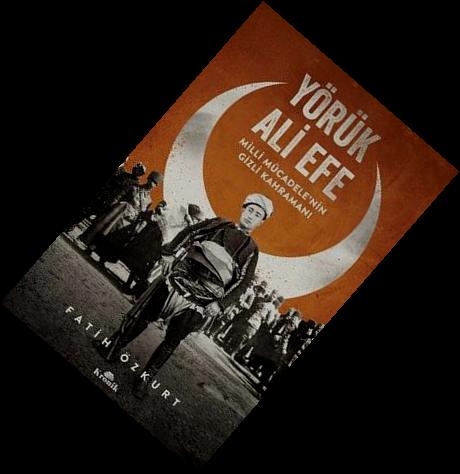 YÖRÜK
ALİ EFE
MİLLİ MÜCADELE'NİN
GİZLİ KAHRAMANI
FATİH ÖZKURT
kronik